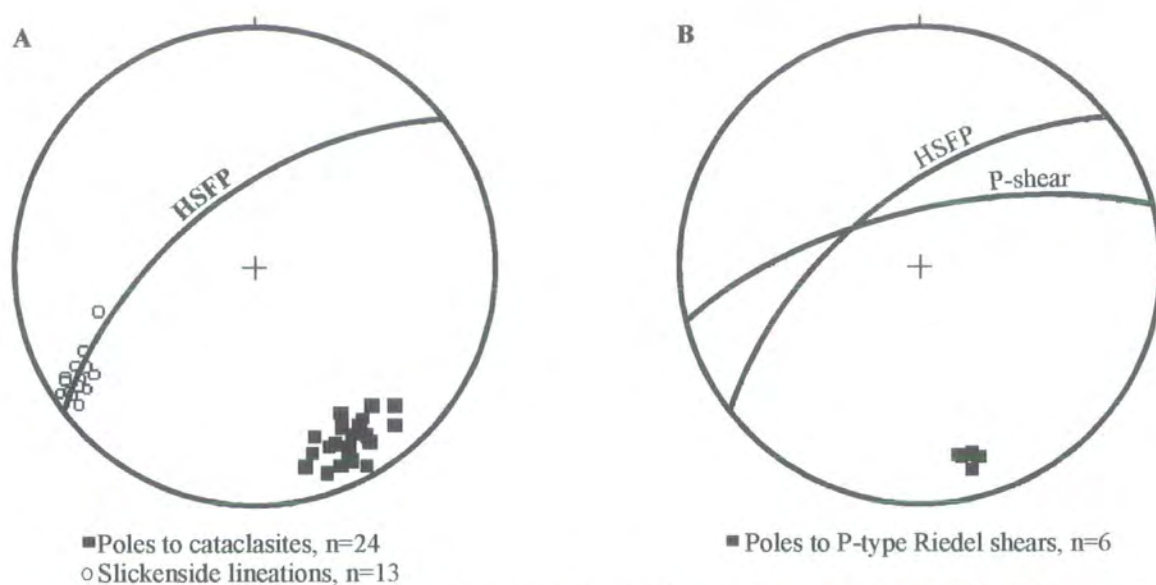 A
HSFP
■Poles to cataclasites, n=24
○ Slickenside lineations, n=13
B
HSFP
P-shear
■ Poles to P-type Riedel shears, n=6